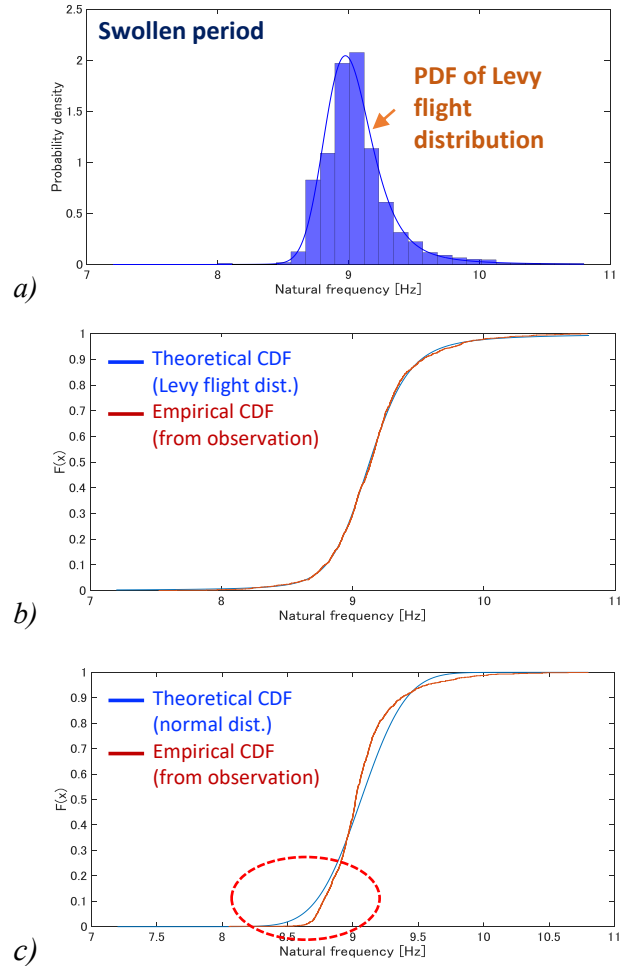 2.5
Swollen period
2
PDF of Levy
flight
distribution
1.5
Probability density
1
0.5
0
7 8 9 10 11
Natural frequency [Hz]
a)
1
0.9
Theoretical CDF
(Levy flight dist.)
0.8
0.7
Empirical CDF
(from observation)
0.6
F(x)
0.5
0.4
0.3
0.2
0.1
0
7 8 9 10 11
Natural frequency [Hz]
b)
1
0.9
Theoretical CDF
(normal dist.)
0.8
0.7
Empirical CDF
(from observation)
0.6
F(x)
0.5
0.4
0.3
0.2
0.1
0
7 7.5 8 8.5 9 9.5 10 10.5 11
Natural frequency [Hz]
c)